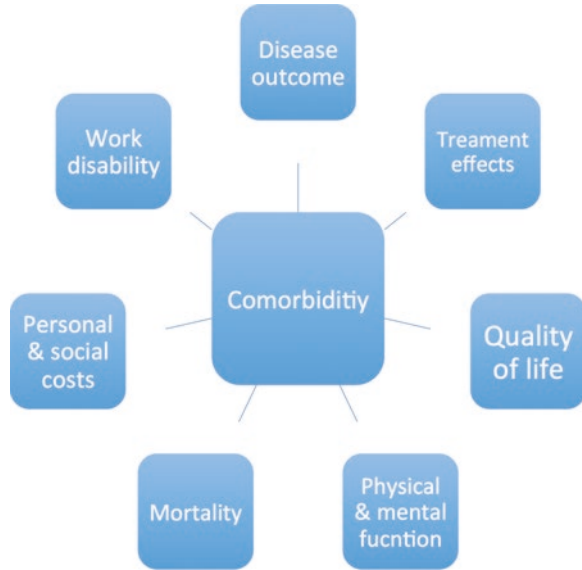 Disease
outcome
Work
disability
Treament
effects
Comorbiditiy
Personal
& social
costs
Quality
of life
Mortality
Physical
& mental
fucntion